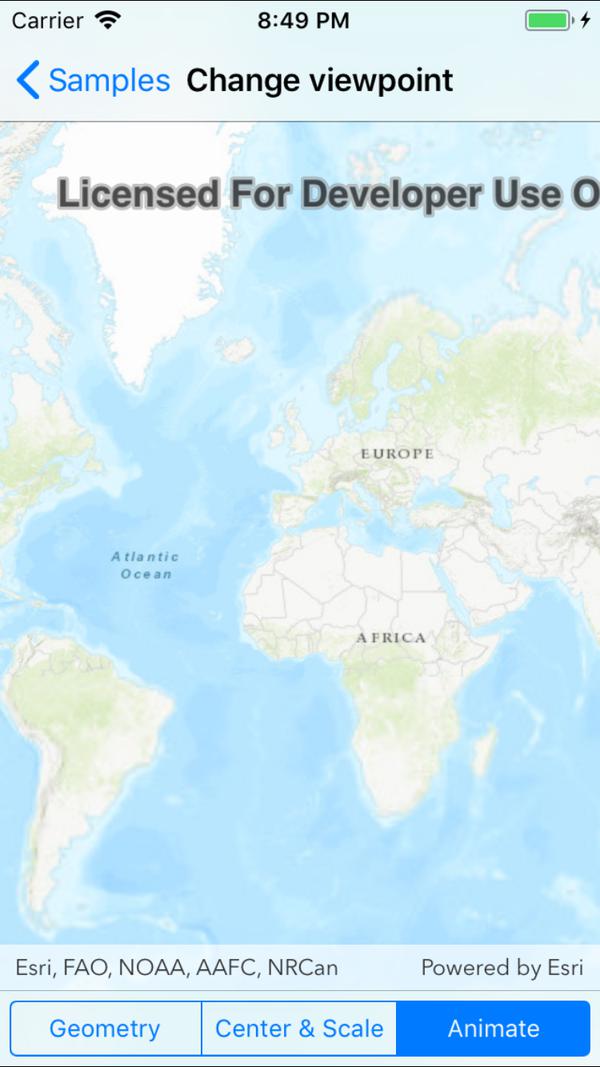 Carrier 8:49 PM
Samples Change viewpoint
Licensed For Developer Use O
EUROPE
Atlantic
Ocean
AFRICA
Esri, FAO, NOAA, AAFC, NRCan Powered by Esri
Geometry Center & Scale Animate